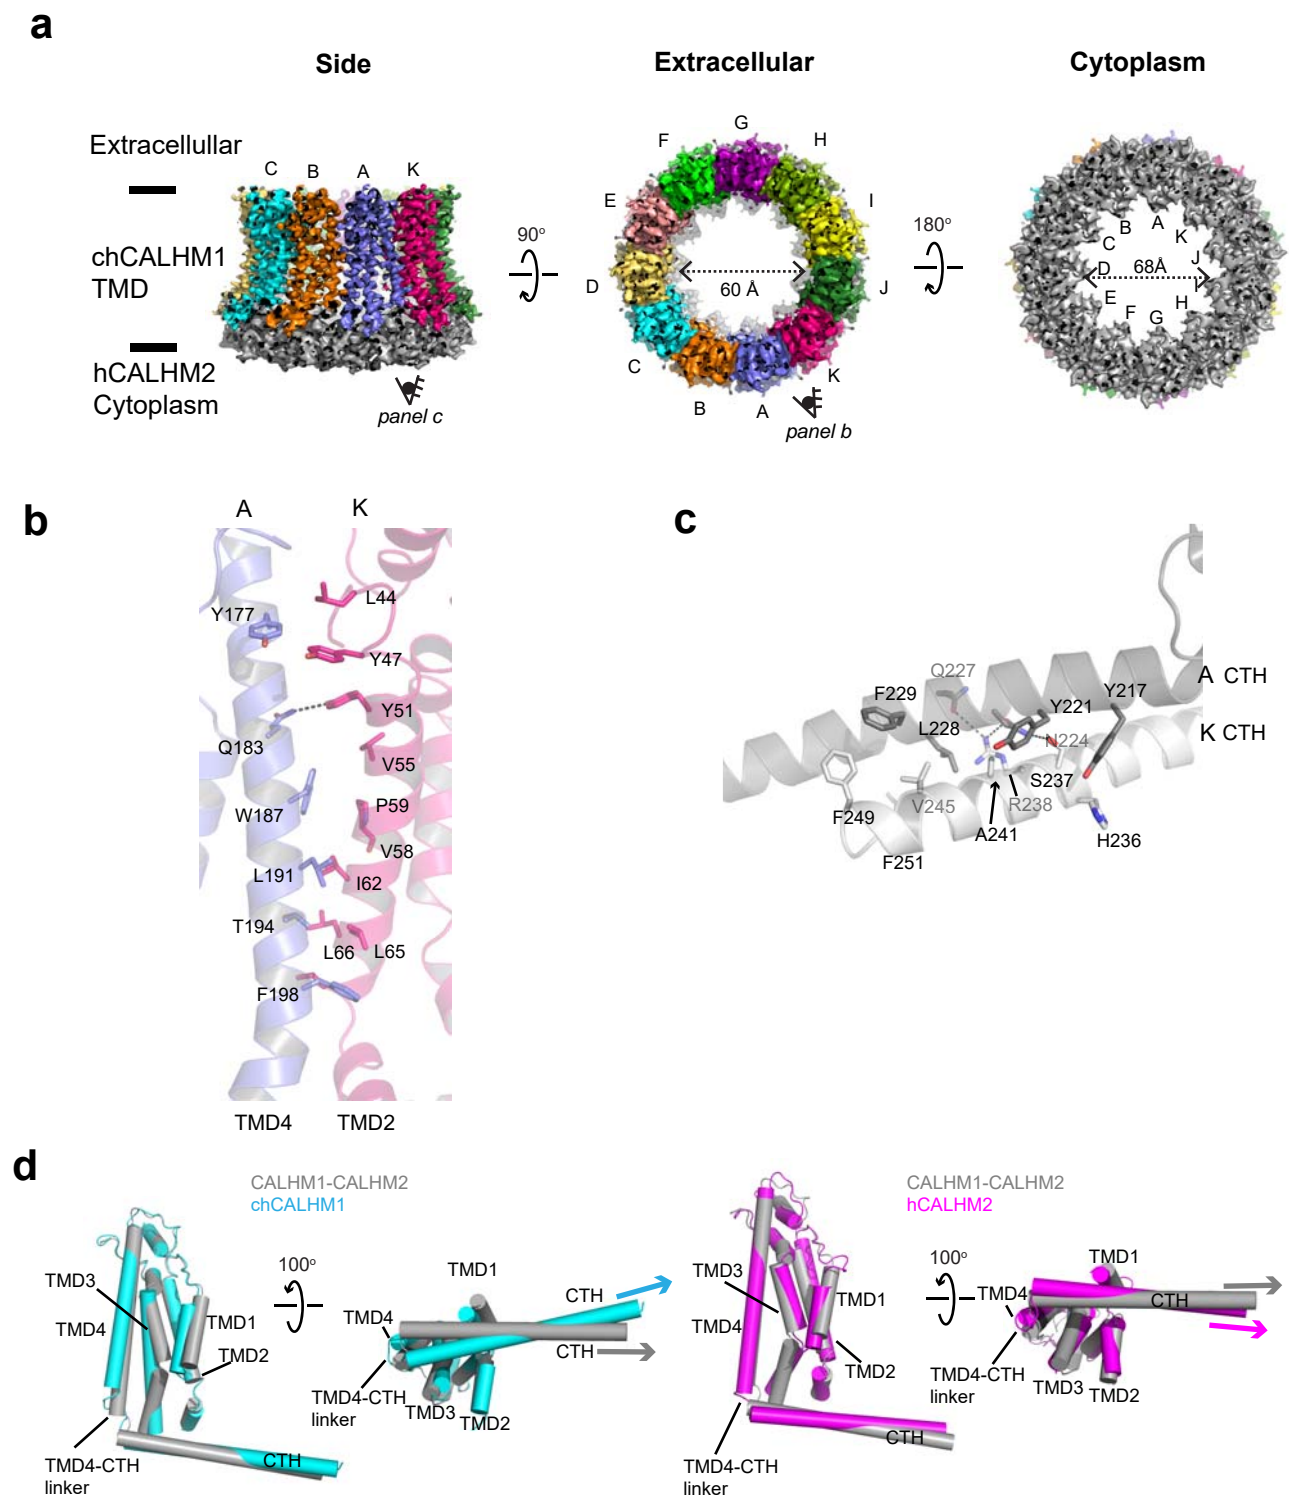 a
Side
Extracellular
Cytoplasm
Extracellullar
chCALHM1
TMD
hCALHM2
Cytoplasm
C
B
A
K
panel c
90°
G
F
H
E
I
D
J
60 Å
C
K
B
A
panel b
180°
A
B
K
C
J
D
68Å
I
E
H
F
G
b
A
K
L44
Y177
Y47
Y51
Q183
V55
P59
W187
V58
L191
I62
T194
L66
L65
F198
TMD4
TMD2
c
Q227
A CTH
F229
Y217
Y221
K CTH
L228
N224
S237
V245
R238
F249
A241
H236
F251
d
CALHM1-CALHM2
chCALHM1
TMD3
TMD4
TMD1
TMD2
CTH
TMD4-CTH
linker
100°
TMD1
CTH
TMD4
CTH
TMD4-CTH
linker
TMD3
TMD2
CALHM1-CALHM2
hCALHM2
TMD3
TMD1
TMD4
TMD2
CTH
TMD4-CTH
linker
100°
TMD1
TMD4
CTH
TMD4-CTH
linker
TMD3
TMD2